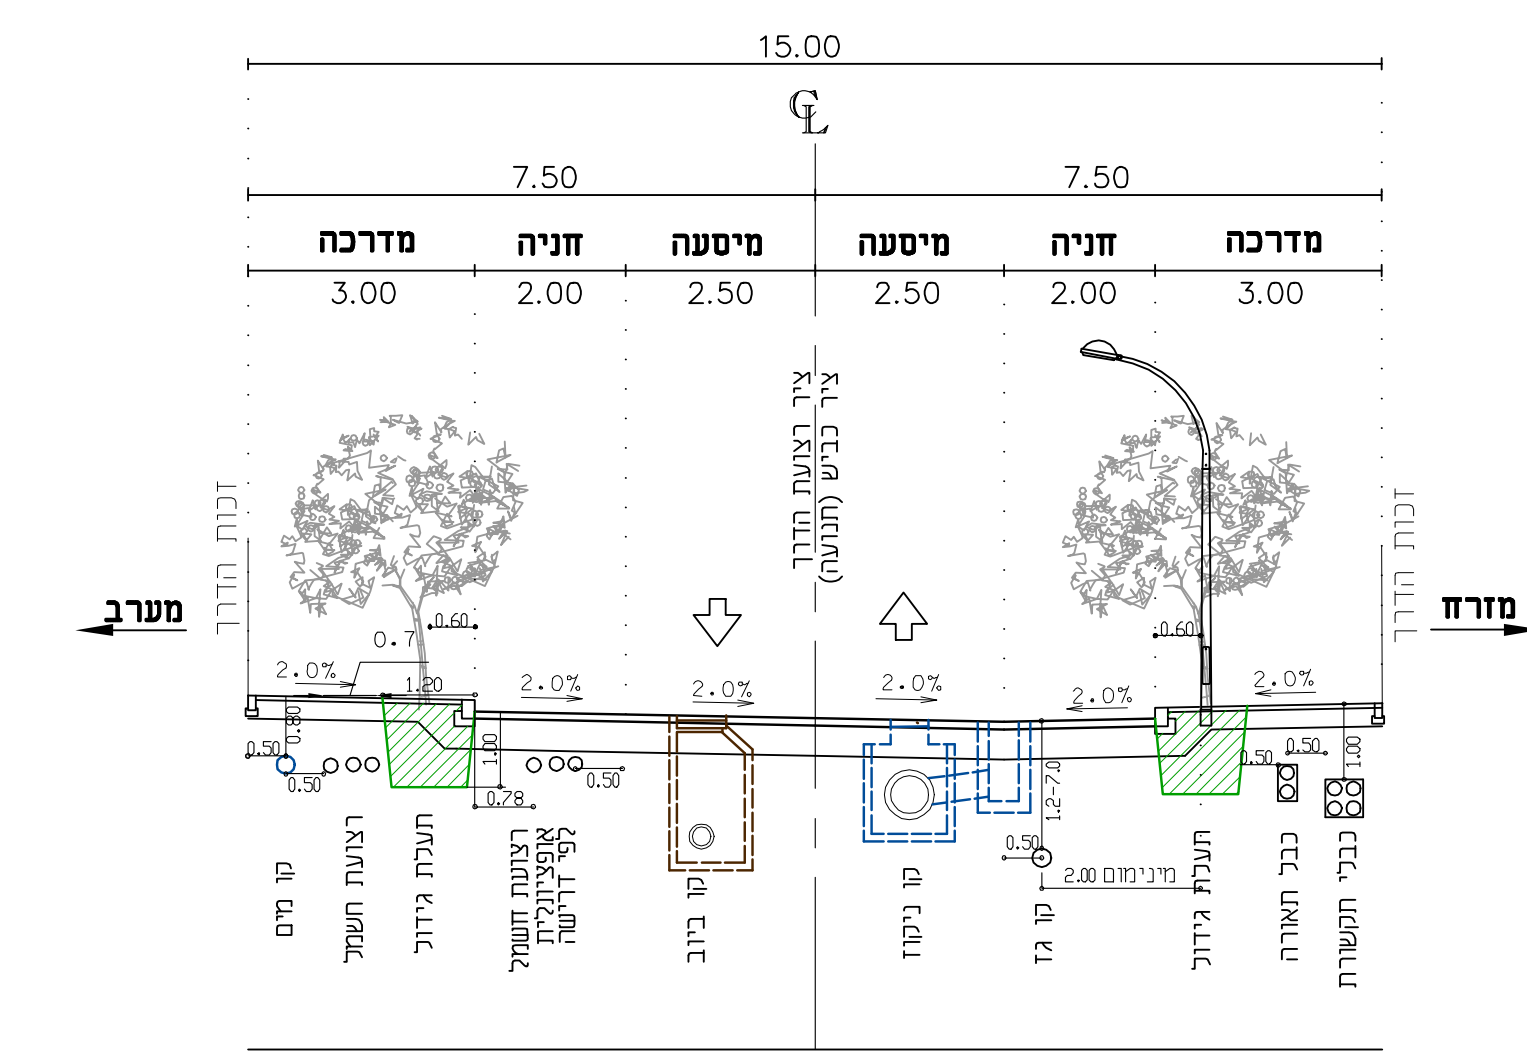 15.00
CL
7.50
7.50
מדרכה
חניה
מיסעה
מיסעה
חניה
מדרכה
3.00
2.00
2.50
2.50
2.00
3.00
ציר רצועת הדרך
ציר כביש (תנועה)
זכות הדרך
זכות הדרך
מערב
מזרח
0.60
0.7
0.60
2.0%
1.20
2.0%
2.0%
2.0%
2.0%
2.0%
0.80
0.50
0.50
1.00
0.50
0.78
1.2-7.0
0.50
0.50
0.50
1.00
2.00 מינימום
קו מים
רצועת חשמל
תעלת גידול
רצועת חשמל
אופציונלית
לפי דרישה
קו ביוב
קו ניקוז
קו גז
תעלת גידול
כבל תאורה
כבלי תקשורת